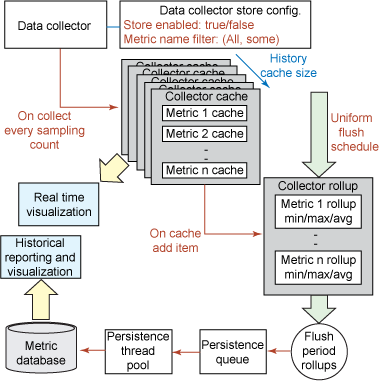 Data collector
Data collector store config.
Store enabled: true/false
Metric name filter: (All, some)
History
cache size
Collector cache
Collector cache
Collector cache
Collector cache
Collector cache
Metric 1 cache
Metric 2 cache
-
-
Metric n cache
On collect
every sampling
count
Uniform
flush
schedule
Real time
visualization
Collector rollup
Metric 1 rollup
min/max/avg
-
-
Metric n rollup
min/max/avg
On cache
add item
Historical
reporting and
visualization
Metric
database
Persistence
thread
pool
Persistence
queue
Flush
period
rollups